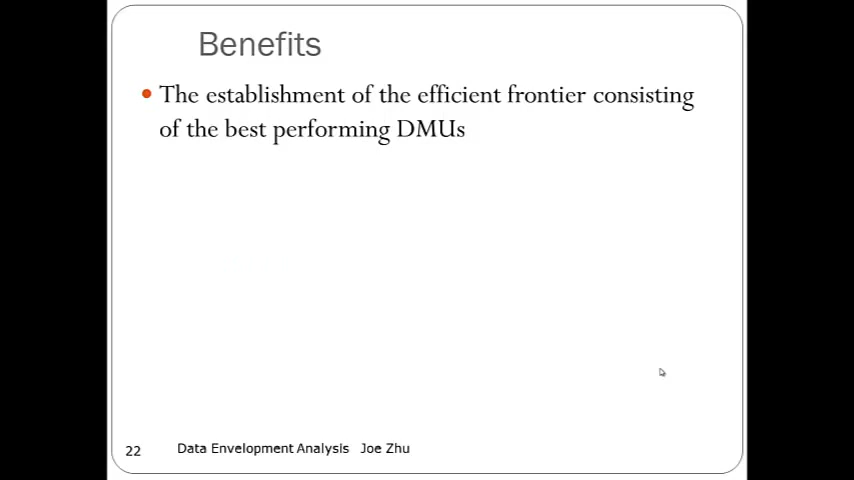 Benefits
The establishment of the efficient frontier consisting
of the best performing DMUs
22 Data Envelopment Analysis Joe Zhu